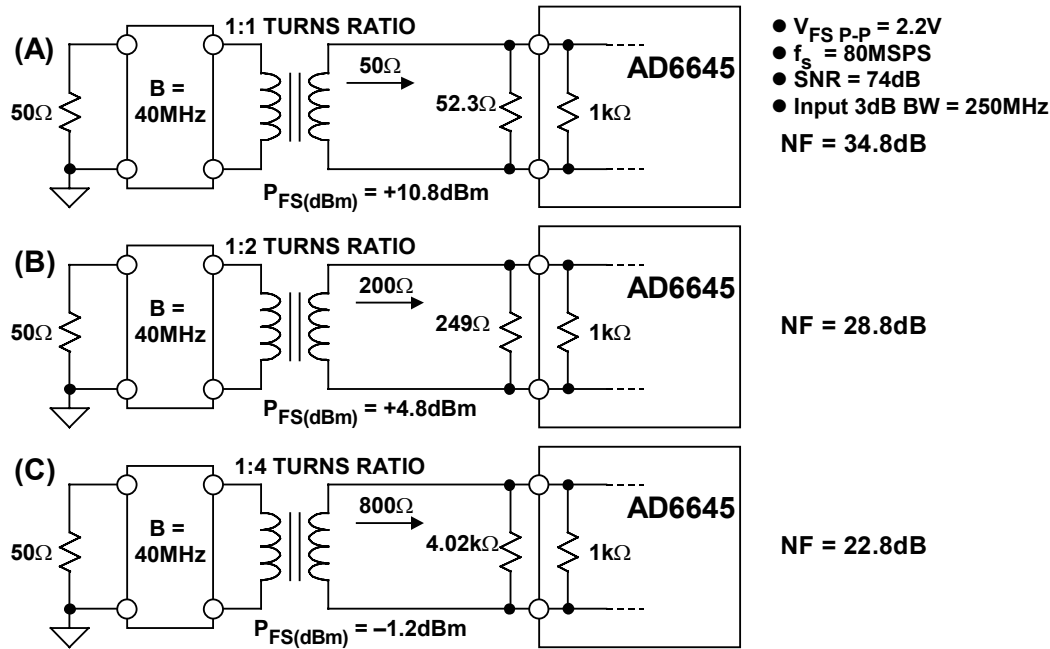 (A)
1:1 TURNS RATIO
50Ω
B =
40MHz
50Ω
52.3Ω
1kΩ
AD6645
P_FS(dBm) = +10.8dBm
● V_FS P-P = 2.2V
● f_s = 80MSPS
● SNR = 74dB
● Input 3dB BW = 250MHz
NF = 34.8dB
(B)
1:2 TURNS RATIO
50Ω
B =
40MHz
200Ω
249Ω
1kΩ
AD6645
P_FS(dBm) = +4.8dBm
NF = 28.8dB
(C)
1:4 TURNS RATIO
50Ω
B =
40MHz
800Ω
4.02kΩ
1kΩ
AD6645
P_FS(dBm) = –1.2dBm
NF = 22.8dB